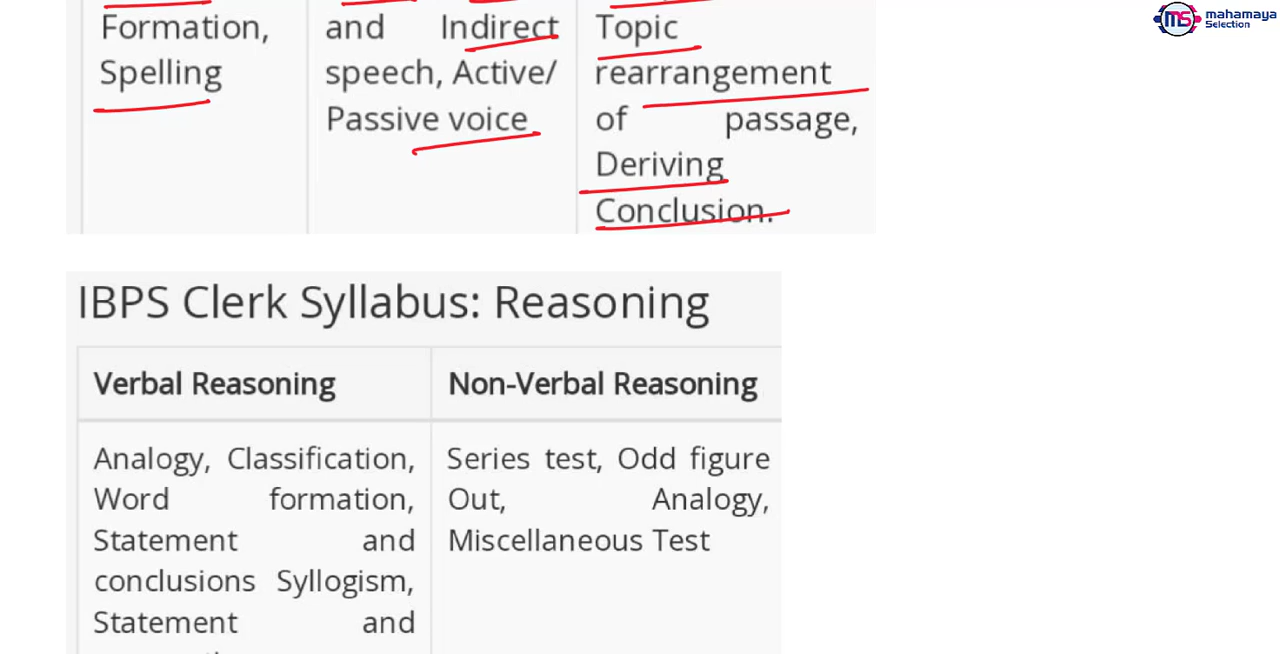 mahamaya
Selection
Formation,
Spelling
and Indirect
speech, Active/
Passive voice
Topic
rearrangement
of passage,
Deriving
Conclusion.
IBPS Clerk Syllabus: Reasoning
Verbal Reasoning
Non-Verbal Reasoning
Analogy, Classification,
Word formation,
Statement and
conclusions Syllogism,
Statement and
Series test, Odd figure
Out, Analogy,
Miscellaneous Test